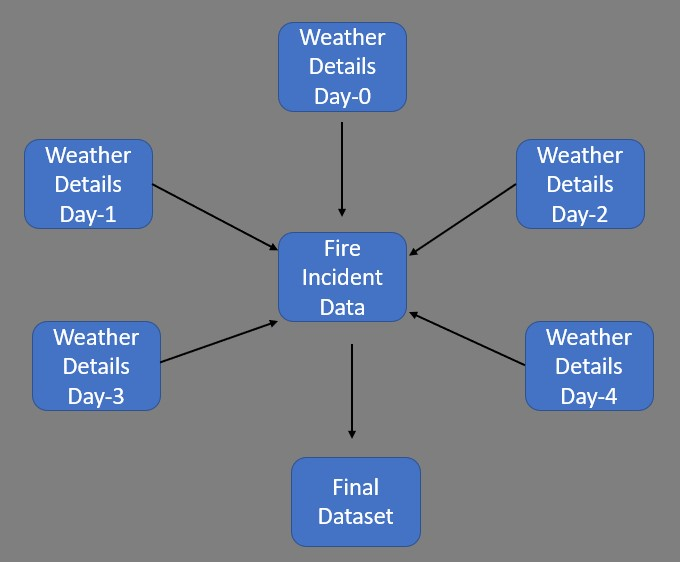 Weather
Details
Day-0
Weather
Details
Day-1
Weather
Details
Day-2
Fire
Incident
Data
Weather
Details
Day-3
Weather
Details
Day-4
Final
Dataset